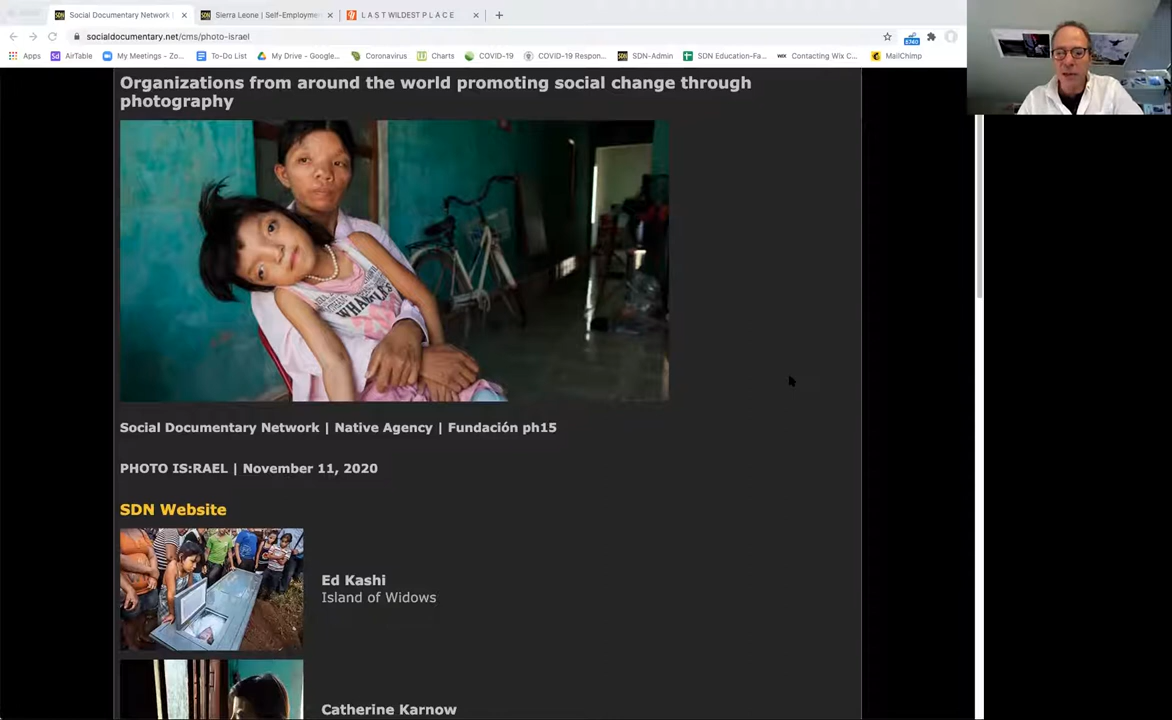 Social Documentary Network
Sierra Leone | Self-Employme
L A S T W I L D E S T P L A C E
socialdocumentary.net/cms/photo-israel
Apps
AirTable
My Meetings - Zo...
To-Do List
My Drive - Google...
Coronavirus
Charts
COVID-19
COVID-19 Respon...
SDN-Admin
SDN Education-Fa...
WIX
Contacting Wix C...
MailChimp
Organizations from around the world promoting social change through
photography
Social Documentary Network | Native Agency | Fundación ph15
PHOTO IS:RAEL | November 11, 2020
SDN Website
Ed Kashi
Island of Widows
Catherine Karnow